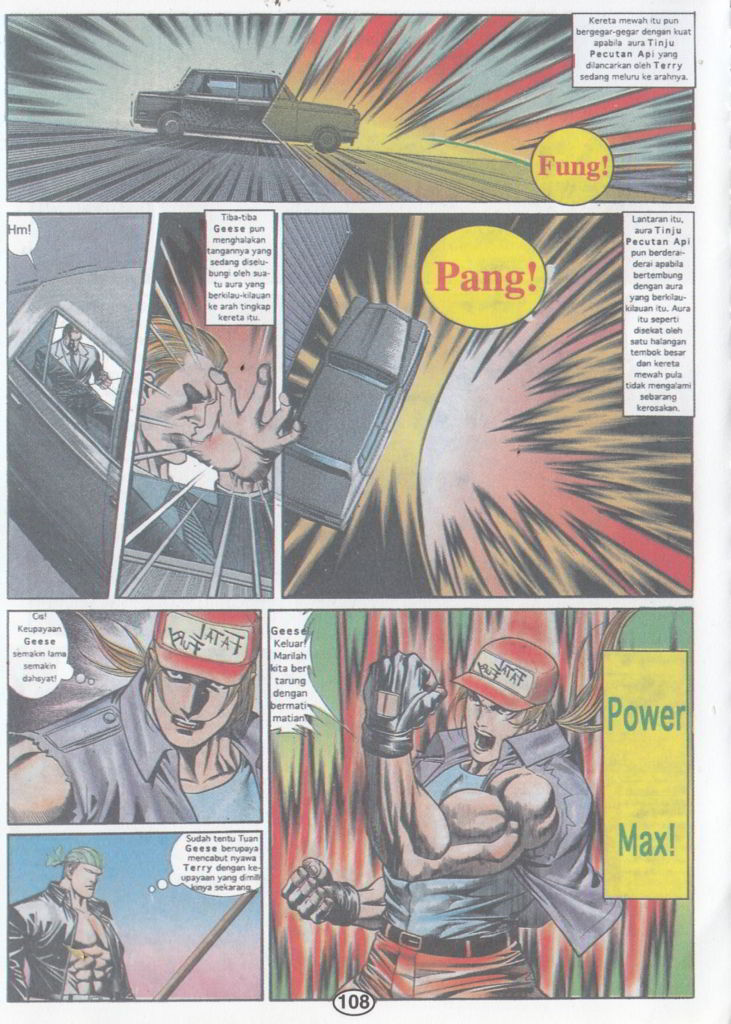 Kereta mewah itu pun
bergegar-gegar dengan kuat
apabila aura Tinju
Pecutan Api yang
dilancarkan oleh Terry
sedang meluru ke arahnya.
Fung!
Hm!
Tiba-tiba
Geese pun
menghalakan
tangannya yang
sedang diselu-
bungi oleh sua-
tu aura yang
berkilau-kilauan
ke arah tingkap
kereta itu.
Pang!
Lantaran itu,
aura Tinju
Pecutan Api
pun berderai-
derai apabila
bertembung
dengan aura
yang berkilau-
kilauan itu. Aura
itu seperti
disekat oleh
satu halangan
tembok besar
dan kereta
mewah pula
tidak mengalami
sebarang
kerosakan.
Cis!
Keupayaan
Geese
semakin lama
semakin
dahsyat!
Geese
Keluar!
Marilah
kita ber
tarung
dengan
bermati
matian
Power
Max!
Sudah tentu Tuan
Geese berupaya
mencabut nyawa
Terry dengan ke-
upayaan yang dimili
kinya sekarang.
108